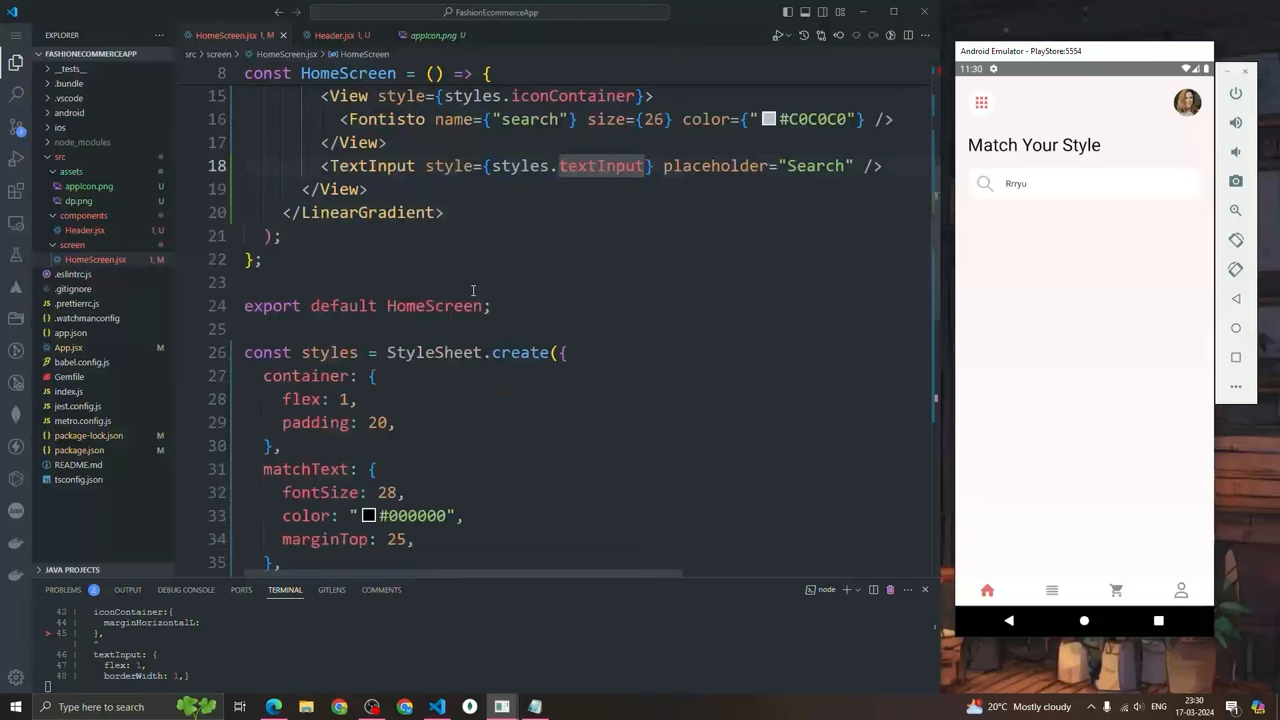 FashionEcommerceApp
EXPLORER
HomeScreen.jsx 1, M
Header.jsx 1, U
appIcon.png U
src > screen > HomeScreen.jsx > HomeScreen
FASHIONECOMMERCEAPP
__tests__
.bundle
.vscode
android
ios
node_modules
src
assets
appIcon.png U
dp.png U
components
Header.jsx 1, U
screen
HomeScreen.jsx 1, M
.eslintrc.js
.gitignore
.prettierrc.js
.watchmanconfig
app.json
App.jsx M
babel.config.js
Gemfile
index.js
jest.config.js
metro.config.js
package-lock.json M
package.json M
README.md
tsconfig.json
JAVA PROJECTS
8 const HomeScreen = () => {
15 <View style={styles.iconContainer}>
16 <Fontisto name={"search"} size={26} color={"#C0C0C0"} />
17 </View>
18 <TextInput style={styles.textInput} placeholder="Search" />
19 </View>
20 </LinearGradient>
21 );
22 };
23
24 export default HomeScreen;
25
26 const styles = StyleSheet.create({
27 container: {
28 flex: 1,
29 padding: 20,
30 },
31 matchText: {
32 fontSize: 28,
33 color: "#000000",
34 marginTop: 25,
35 },
PROBLEMS 2 OUTPUT DEBUG CONSOLE PORTS TERMINAL GITLENS COMMENTS
node
43 | iconContainer:{
44 | marginHorizontalL:
> 45 | },
| ^
46 | textInput: {
47 | flex: 1,
48 | borderWidth: 1,]
Android Emulator - PlayStore:5554
11:30
Match Your Style
Rrryu
Type here to search
20°C Mostly cloudy
23:30
17-03-2024